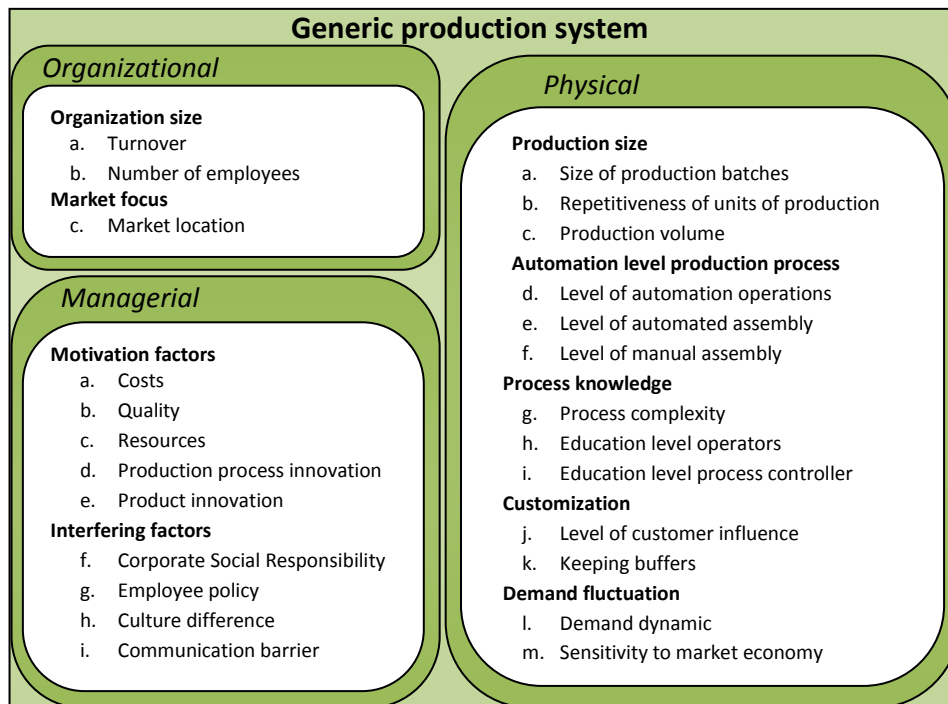 Generic production system
Organizational
Organization size
a. Turnover
b. Number of employees
Market focus
c. Market location
Managerial
Motivation factors
a. Costs
b. Quality
c. Resources
d. Production process innovation
e. Product innovation
Interfering factors
f. Corporate Social Responsibility
g. Employee policy
h. Culture difference
i. Communication barrier
Physical
Production size
a. Size of production batches
b. Repetitiveness of units of production
c. Production volume
Automation level production process
d. Level of automation operations
e. Level of automated assembly
f. Level of manual assembly
Process knowledge
g. Process complexity
h. Education level operators
i. Education level process controller
Customization
j. Level of customer influence
k. Keeping buffers
Demand fluctuation
l. Demand dynamic
m. Sensitivity to market economy